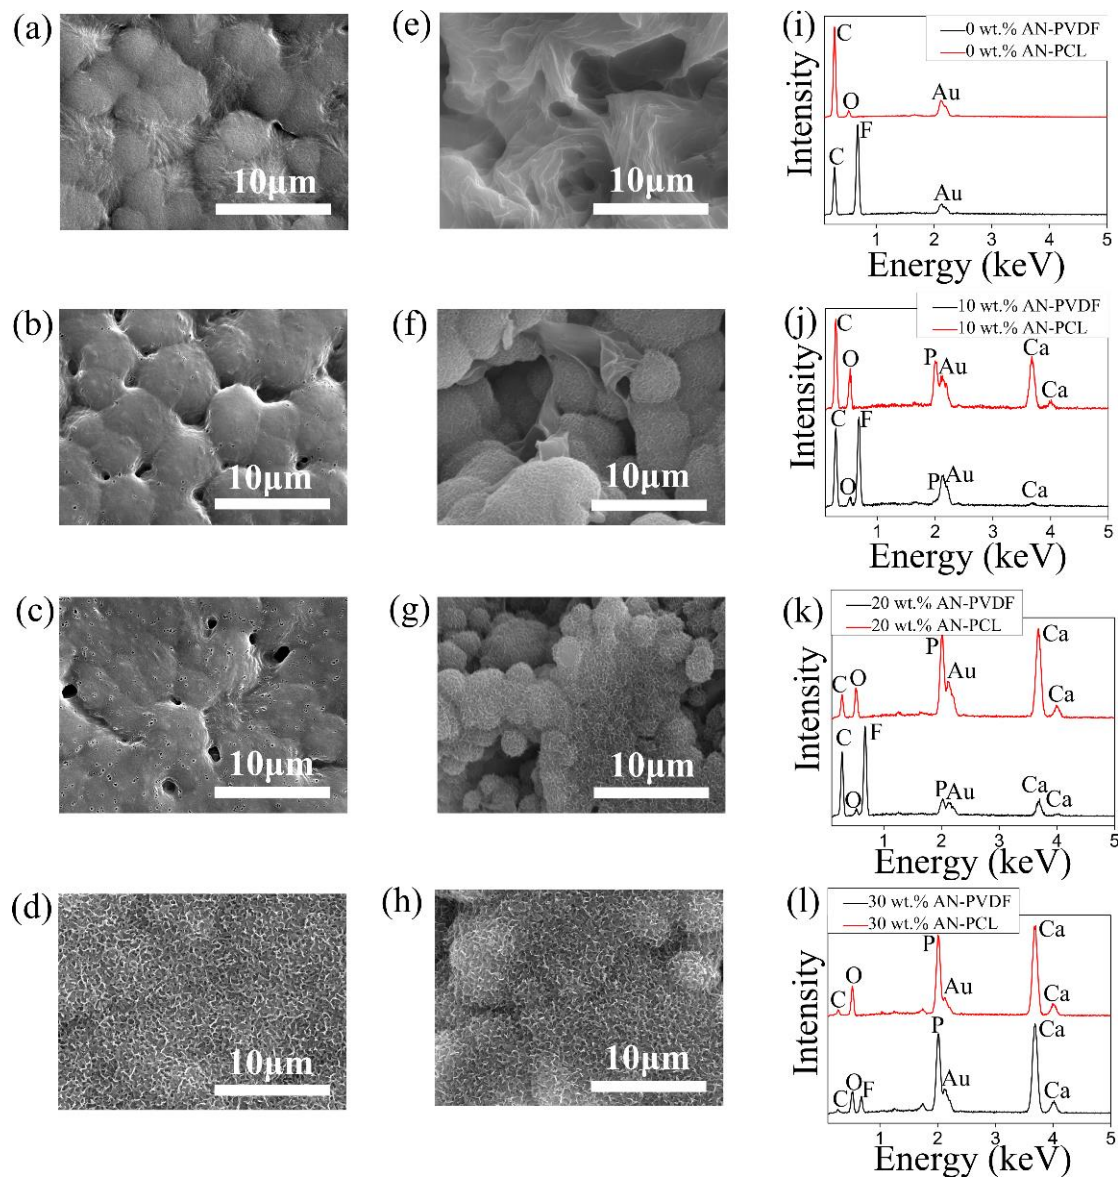 (a)
10μm
(e)
10μm
(i)
0 wt.% AN-PVDF
0 wt.% AN-PCL
C
O
Au
F
C
Au
Intensity
1 2 3 4 5
Energy (keV)
(b)
10μm
(f)
10μm
(j)
10 wt.% AN-PVDF
10 wt.% AN-PCL
C
O
P
Au
Ca
Ca
C
F
O
P
Au
Ca
Intensity
1 2 3 4 5
Energy (keV)
(c)
10μm
(g)
10μm
(k)
20 wt.% AN-PVDF
20 wt.% AN-PCL
P
Ca
C
O
Au
Ca
C
F
O
P
Au
Ca
Ca
Intensity
1 2 3 4 5
Energy (keV)
(d)
10μm
(h)
10μm
(l)
30 wt.% AN-PVDF
30 wt.% AN-PCL
P
Ca
C
O
Au
Ca
P
Ca
C
O
F
Au
Ca
Intensity
1 2 3 4 5
Energy (keV)